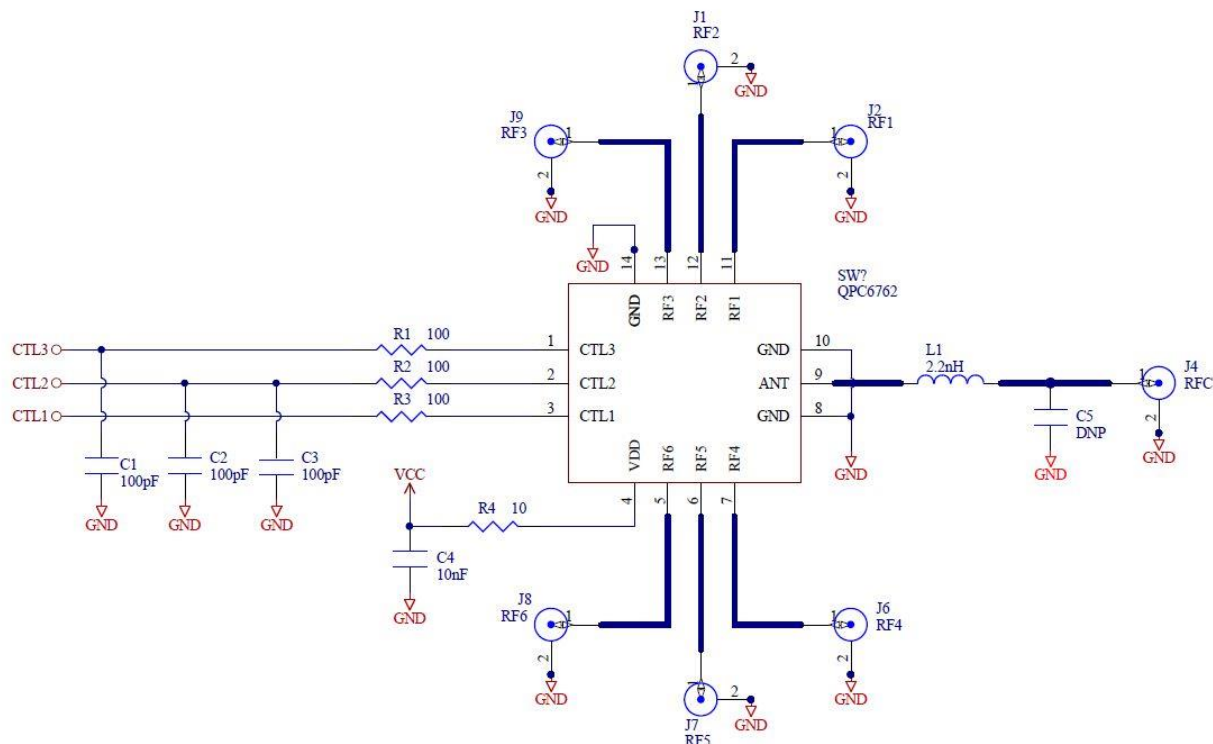 J1
RF2
1
2
GND
J9
RF3
1
2
GND
J2
RF1
1
2
GND
GND
14
13
12
11
GND
RF3
RF2
RF1
SW?
QPC6762
CTL3
R1 100
1
CTL3
GND
10
CTL2
R2 100
2
CTL2
ANT
9
L1
2.2nH
1
J4
RFC
2
GND
CTL1
R3 100
3
CTL1
GND
8
GND
C5
DNP
GND
C1
100pF
GND
C2
100pF
GND
C3
100pF
GND
VDD
RF6
RF5
RF4
4
5
6
7
VCC
R4 10
C4
10nF
GND
J8
RF6
1
2
GND
J6
RF4
1
2
GND
1
2
GND
J7
RF5